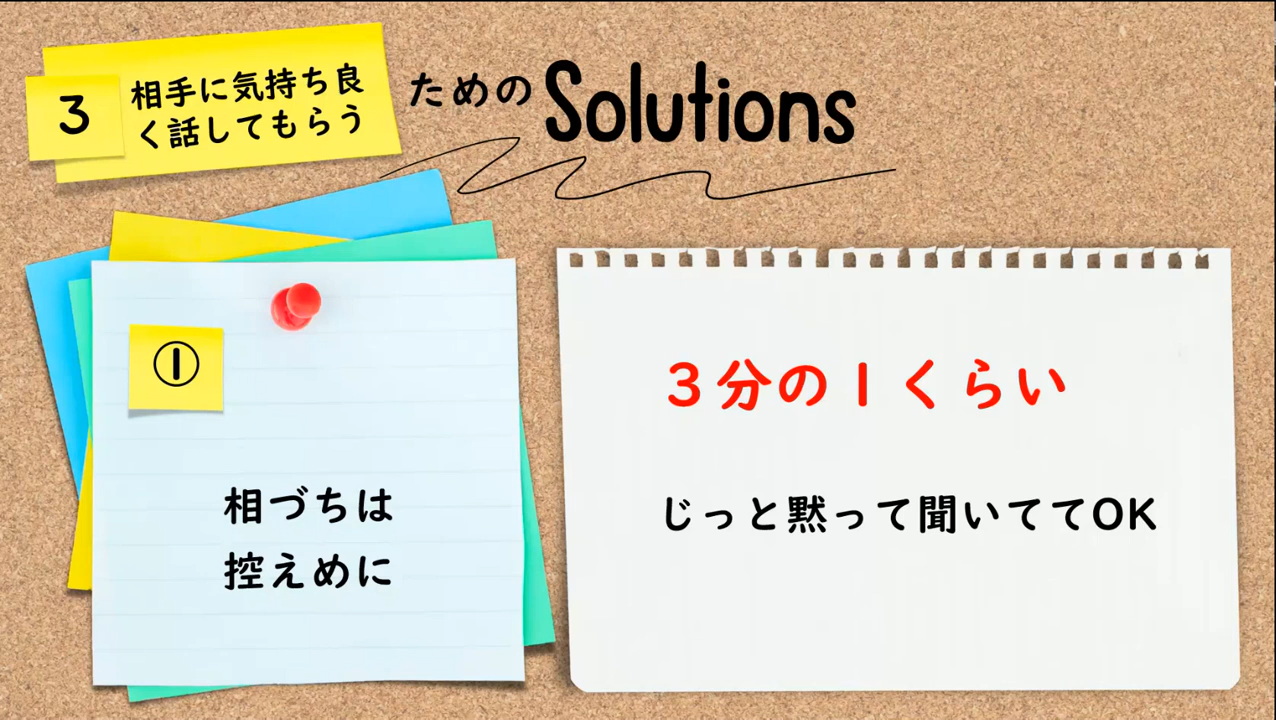 3
相手に気持ち良
く話してもらう
ための Solutions
①
相づちは
控えめに
３分の１くらい
じっと黙って聞いててOK